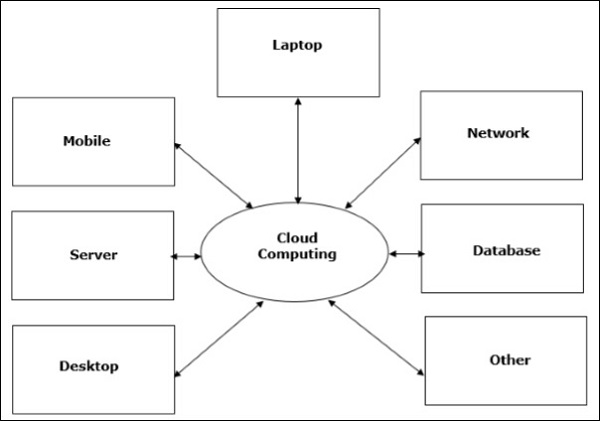 Laptop
Mobile
Network
Server
Cloud
Computing
Database
Desktop
Other